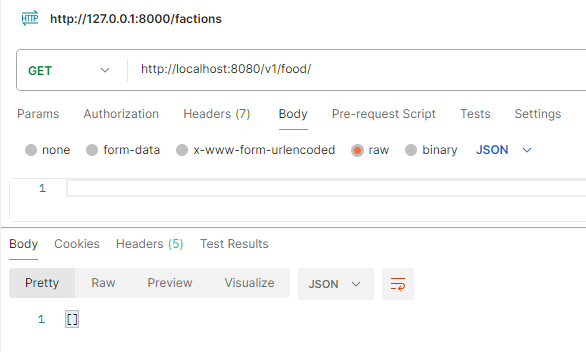 HTTP http://127.0.0.1:8000/factions
GET http://localhost:8080/v1/food/
Params Authorization Headers (7) Body Pre-request Script Tests Settings
none form-data x-www-form-urlencoded raw binary JSON
1
Body Cookies Headers (5) Test Results
Pretty Raw Preview Visualize JSON
1 []